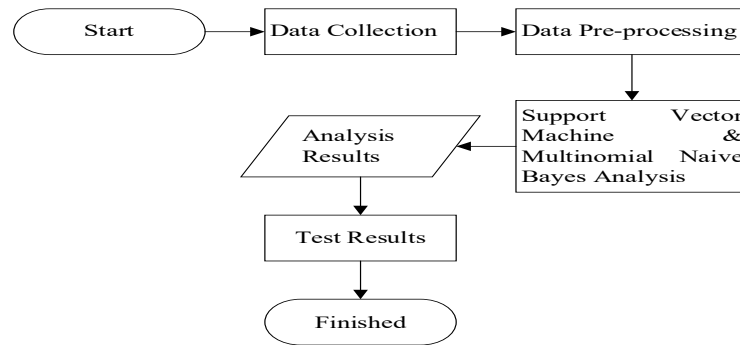 Start
Data Collection
Data Pre-processing
Support Vector
Machine &
Multinomial Naive
Bayes Analysis
Analysis
Results
Test Results
Finished